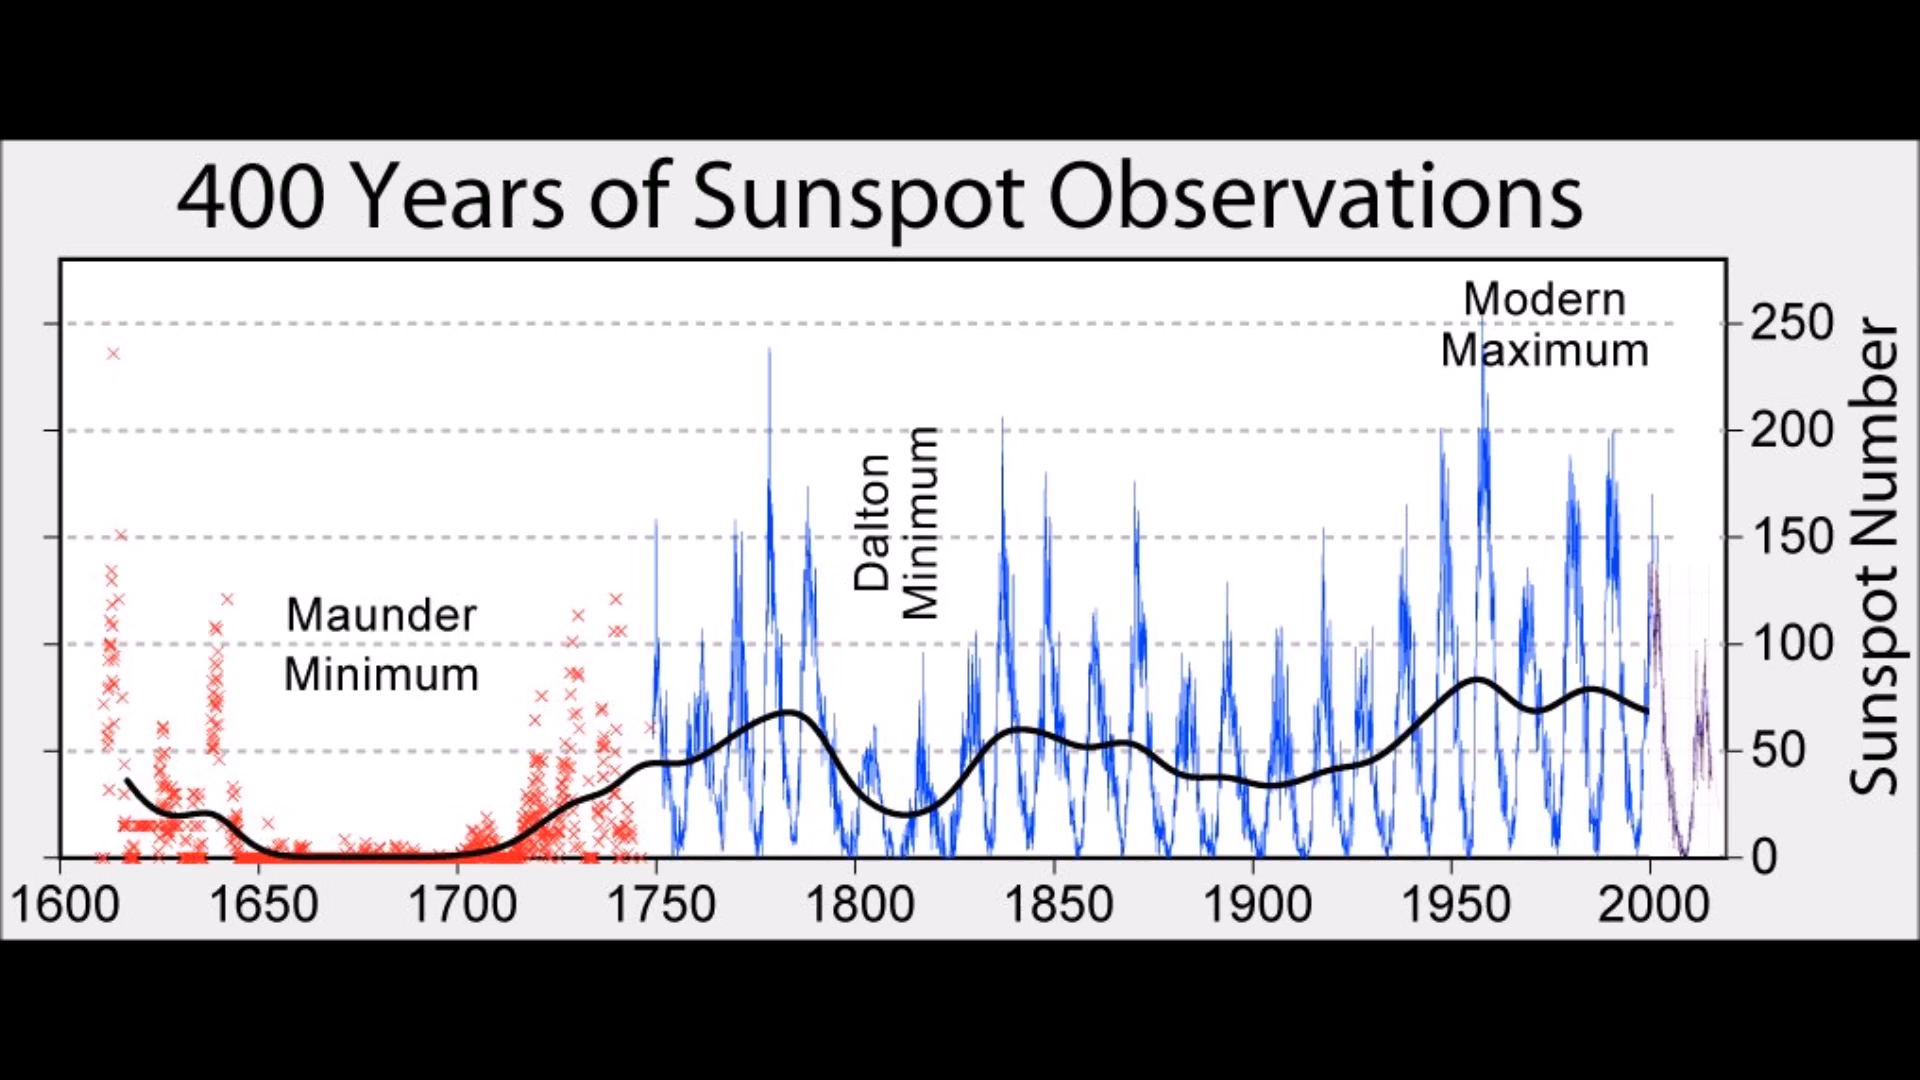 400 Years of Sunspot Observations
Modern
Maximum
Dalton
Minimum
Maunder
Minimum
250
200
150
100
50
0
Sunspot Number
1600 1650 1700 1750 1800 1850 1900 1950 2000